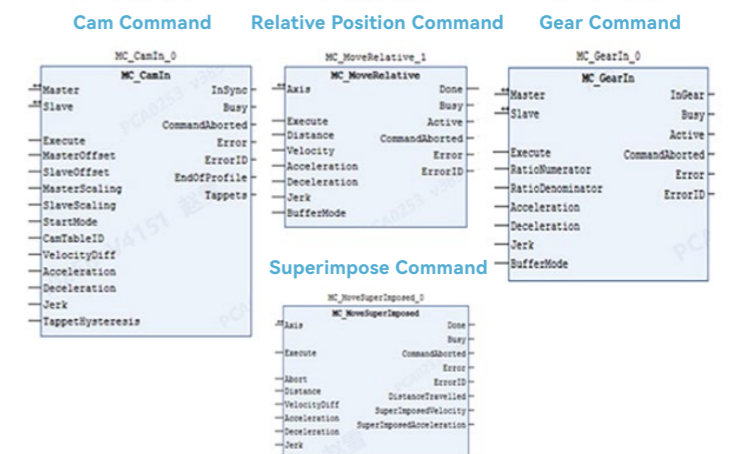 Cam Command
Relative Position Command
Gear Command
MC_CamIn_0
MC_CamIn
Master
Slave
Execute
MasterOffset
SlaveOffset
MasterScaling
SlaveScaling
StartMode
CamTableID
VelocityDiff
Acceleration
Deceleration
Jerk
TappetHysteresis
InSync
Busy
CommandAborted
Error
ErrorID
EndOfProfile
Tappets
MC_MoveRelative_1
MC_MoveRelative
Axis
Execute
Distance
Velocity
Acceleration
Deceleration
Jerk
BufferMode
Done
Busy
Active
CommandAborted
Error
ErrorID
MC_GearIn_0
MC_GearIn
Master
Slave
Execute
RatioNumerator
RatioDenominator
Acceleration
Deceleration
Jerk
BufferMode
InGear
Busy
Active
CommandAborted
Error
ErrorID
Superimpose Command
MC_MoveSuperImposed_0
MC_MoveSuperImposed
Axis
Execute
Abort
Distance
VelocityDiff
Acceleration
Deceleration
Jerk
Done
Busy
CommandAborted
Error
ErrorID
DistanceTravelled
SuperImposedVelocity
SuperImposedAcceleration